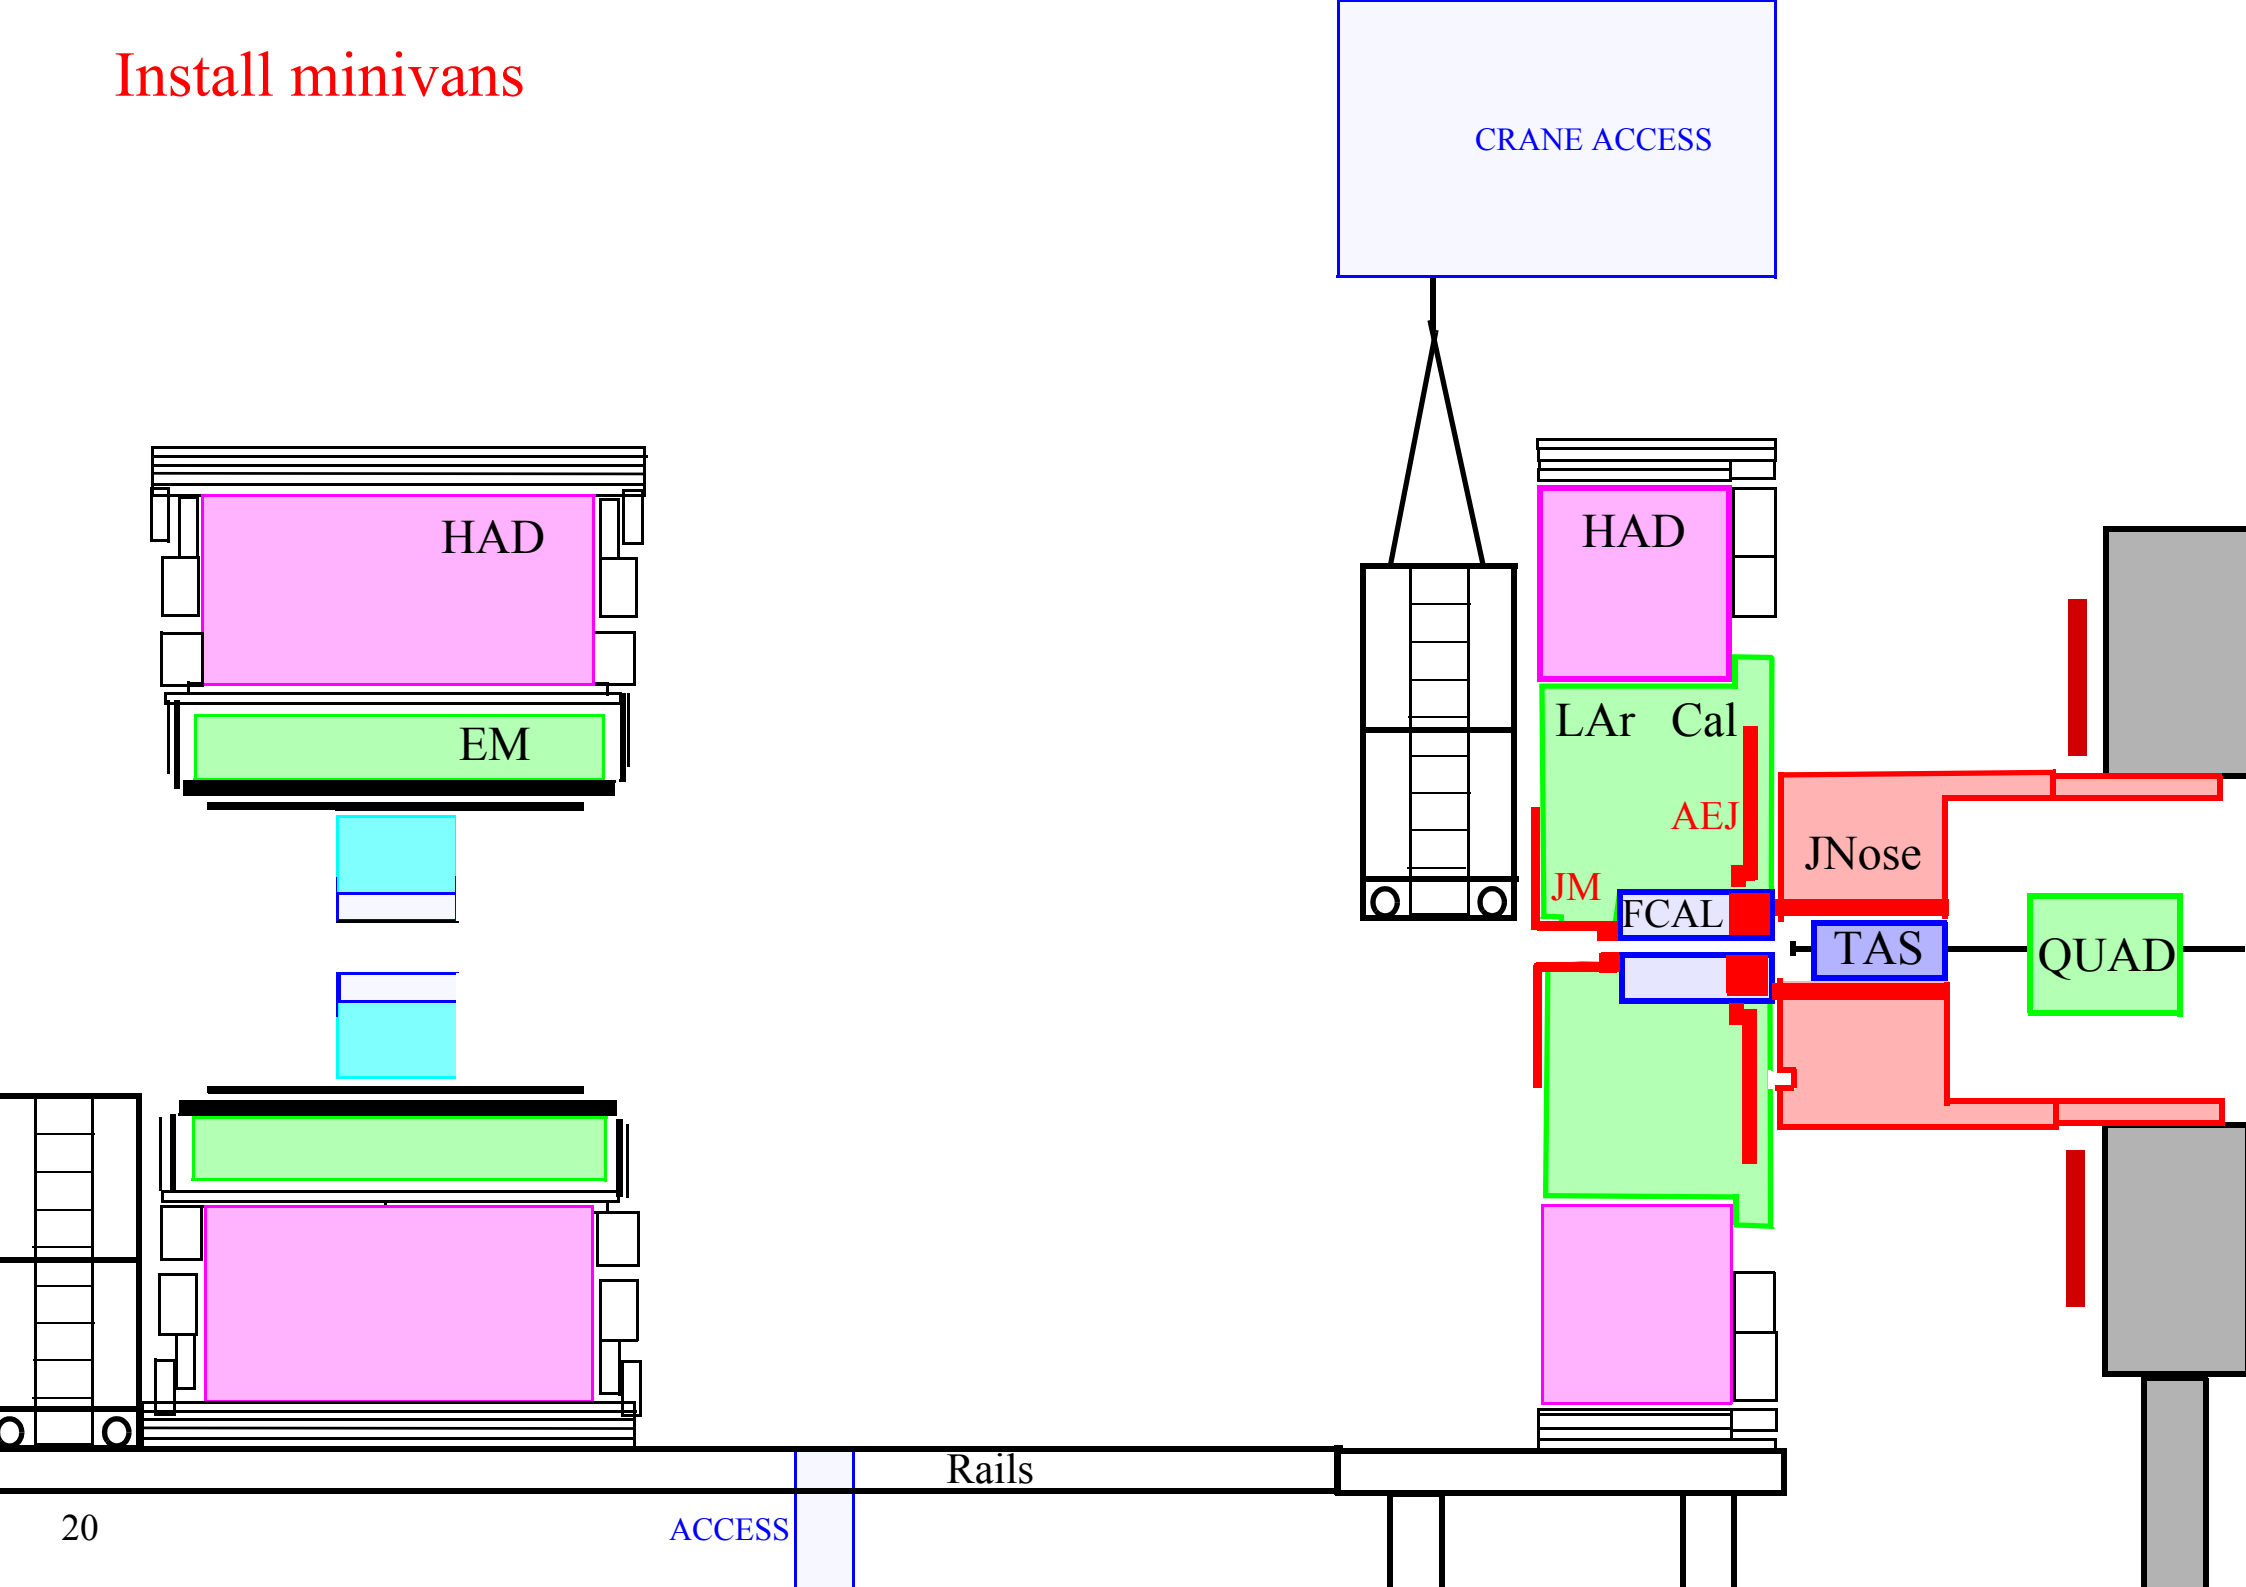 Install minivans
CRANE ACCESS
HAD
HAD
EM
LAr Cal
AEJ
JNose
JM
FCAL
TAS
QUAD
Rails
20
ACCESS